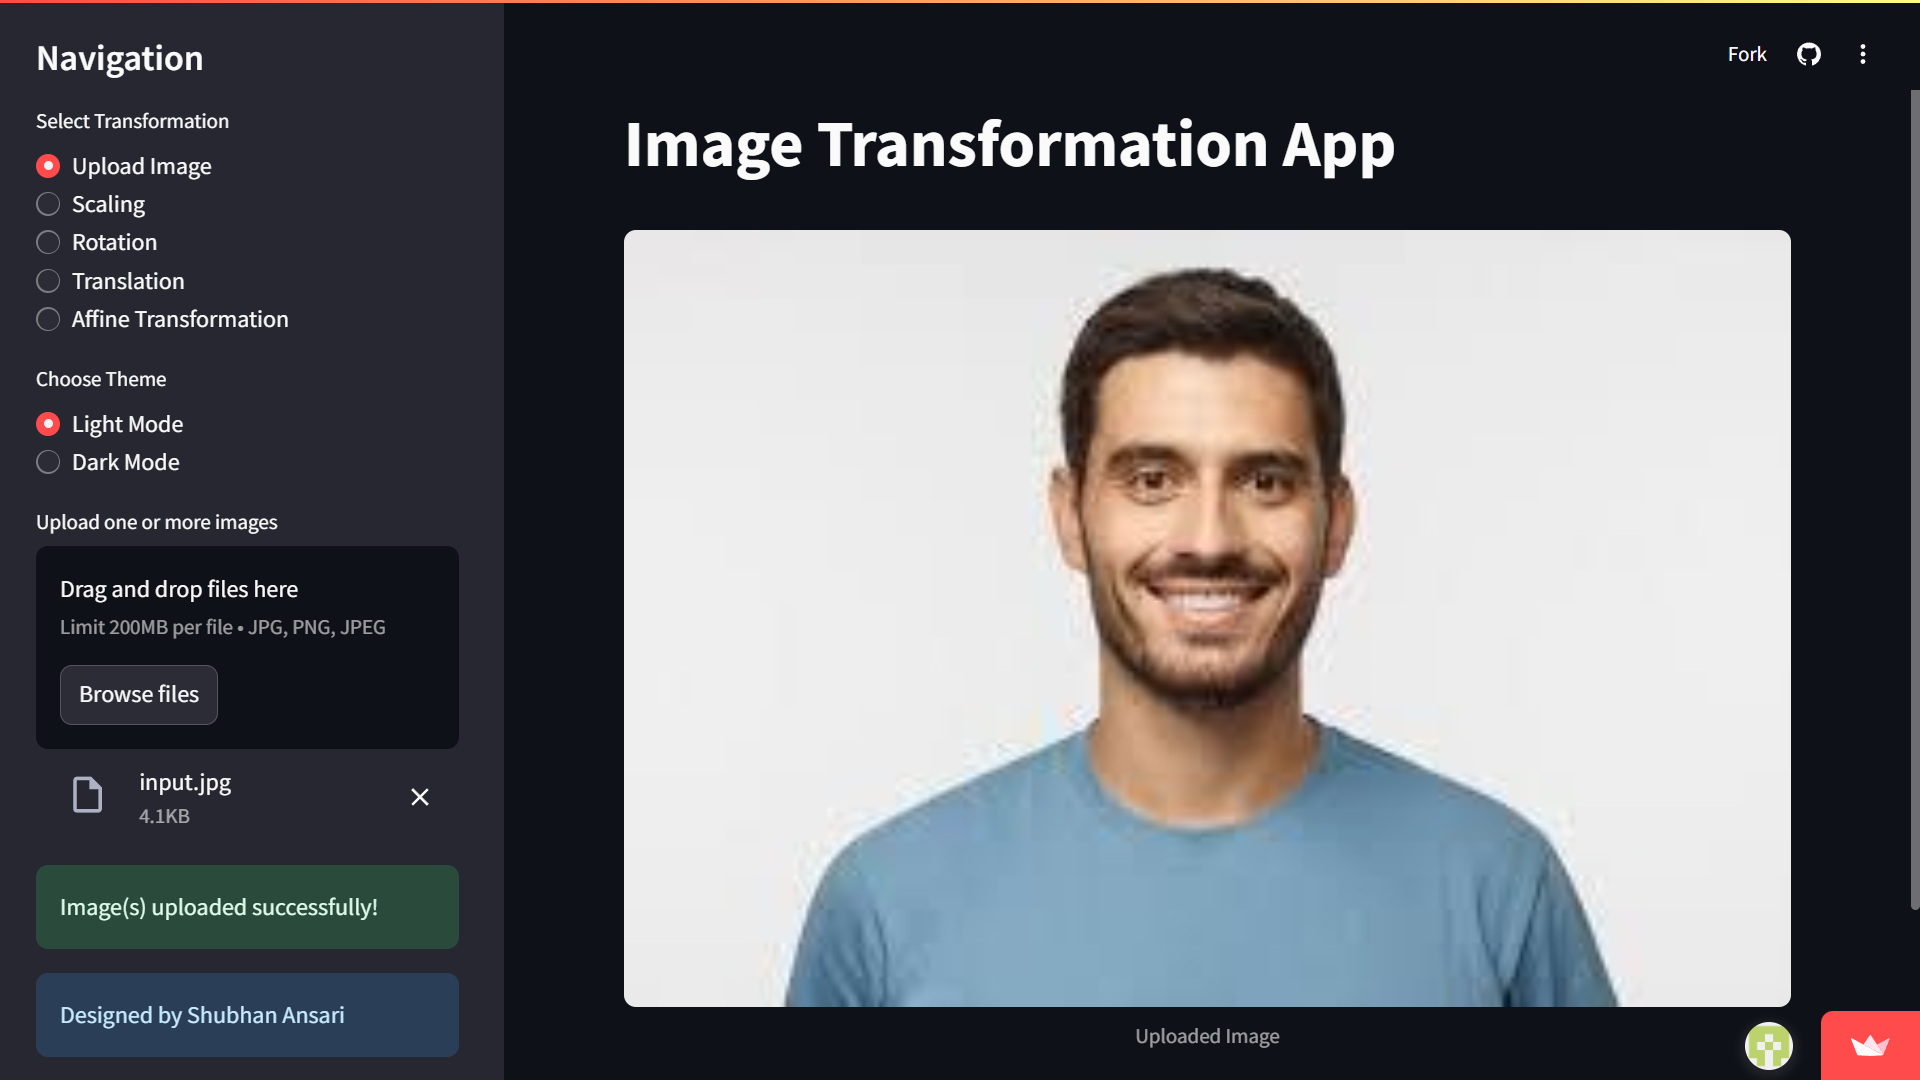 Navigation
Select Transformation
Upload Image
Scaling
Rotation
Translation
Affine Transformation
Choose Theme
Light Mode
Dark Mode
Upload one or more images
Drag and drop files here
Limit 200MB per file • JPG, PNG, JPEG
Browse files
input.jpg
4.1KB
Image(s) uploaded successfully!
Designed by Shubhan Ansari
Fork
Image Transformation App
Uploaded Image